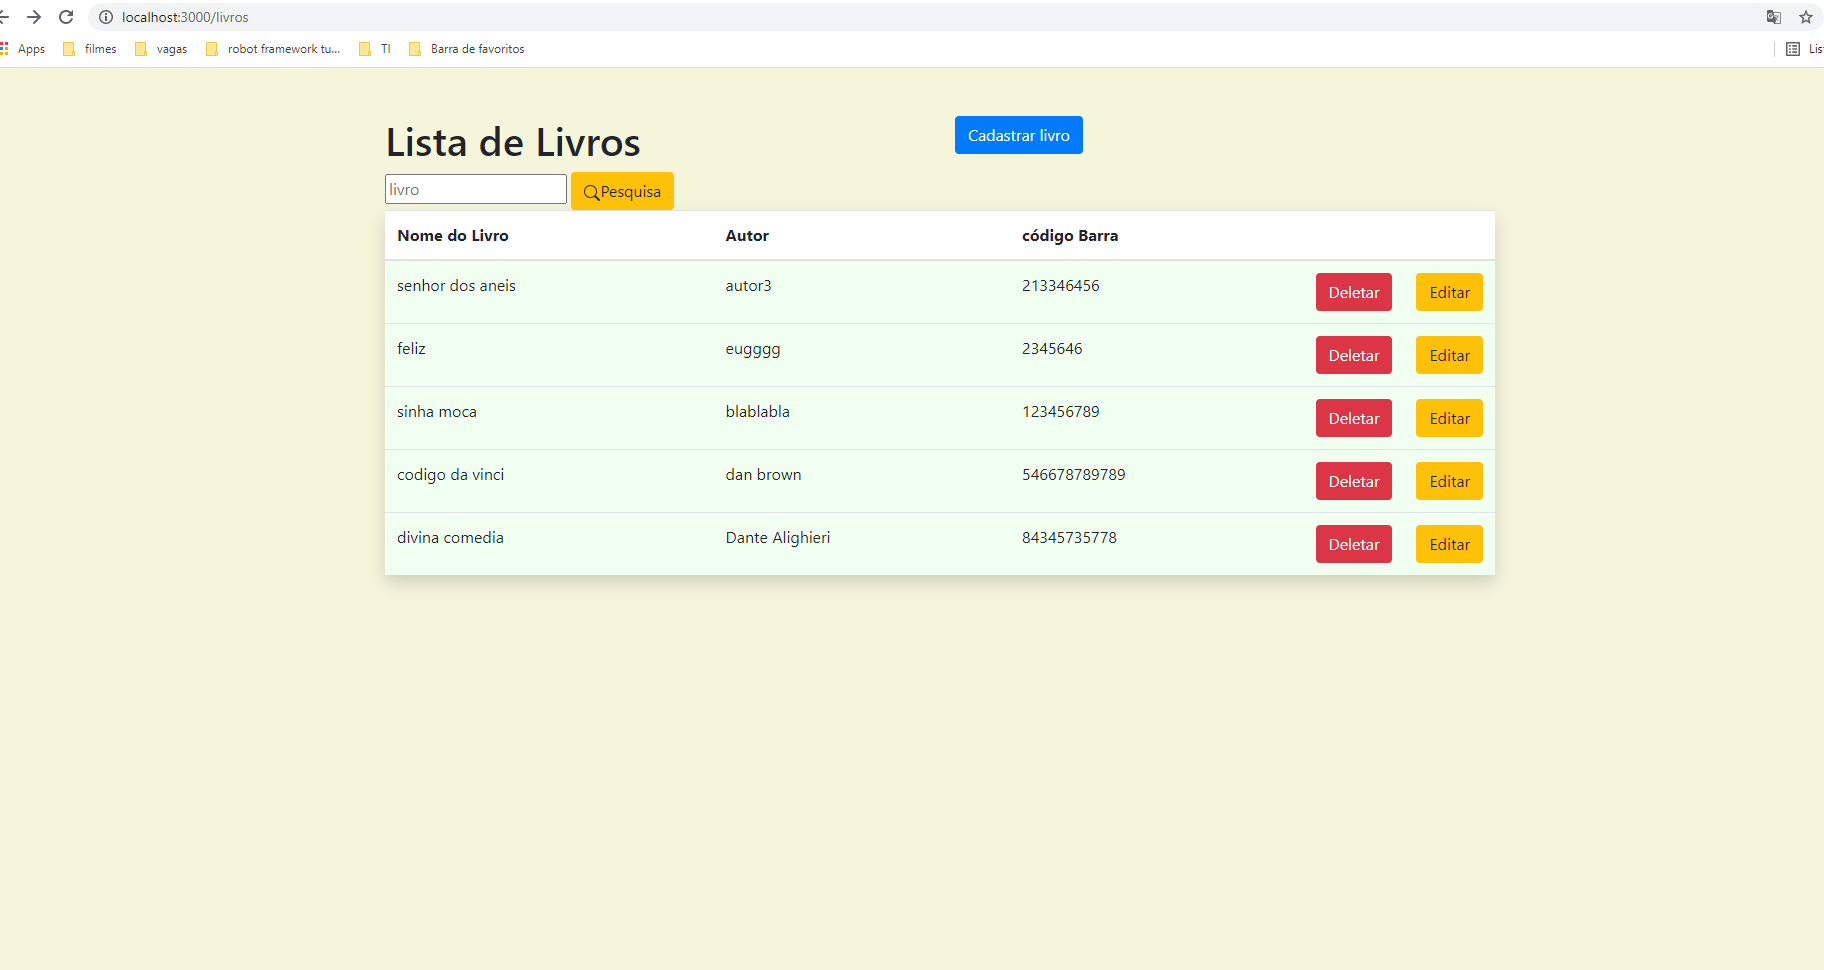 localhost:3000/livros
Apps filmes vagas robot framework tu... TI Barra de favoritos Lis
Lista de Livros Cadastrar livro
livro Pesquisa
Nome do Livro Autor código Barra
senhor dos aneis autor3 213346456 Deletar Editar
feliz eugggg 2345646 Deletar Editar
sinha moca blablabla 123456789 Deletar Editar
codigo da vinci dan brown 546678789789 Deletar Editar
divina comedia Dante Alighieri 84345735778 Deletar Editar